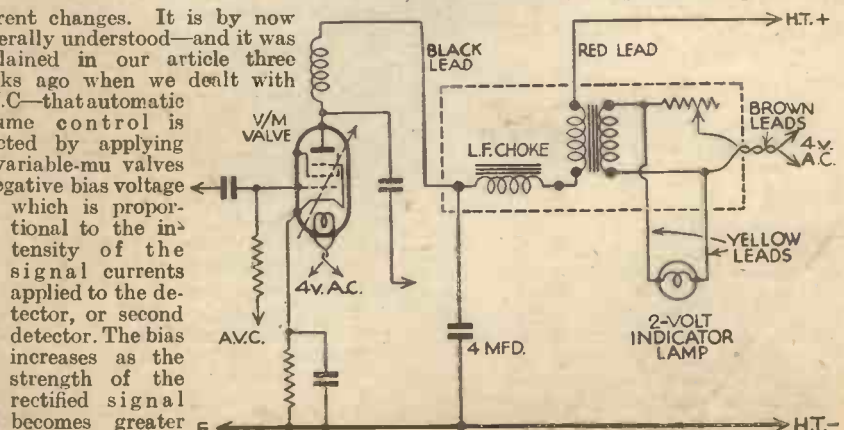 rent changes. It is by now
erally understood—and it was
lained in our article three
ks ago when we dealt with
.C—that automatic
ume control is
cted by applying
variable-mu valves
egative bias voltage
which is propor-
tional to the in-
tensity of the
signal currents
applied to the de-
tector, or second
detector. The bias
increases as the
strength of the
rectified signal
becomes greater
V/M
VALVE
4v. A.C.
A.V.C.
E
BLACK
LEAD
RED LEAD
H.T.+
L.F. CHOKE
BROWN
LEADS
4v.
A.C.
YELLOW
LEADS
2-VOLT
INDICATOR
LAMP
4 MFD.
H.T.-